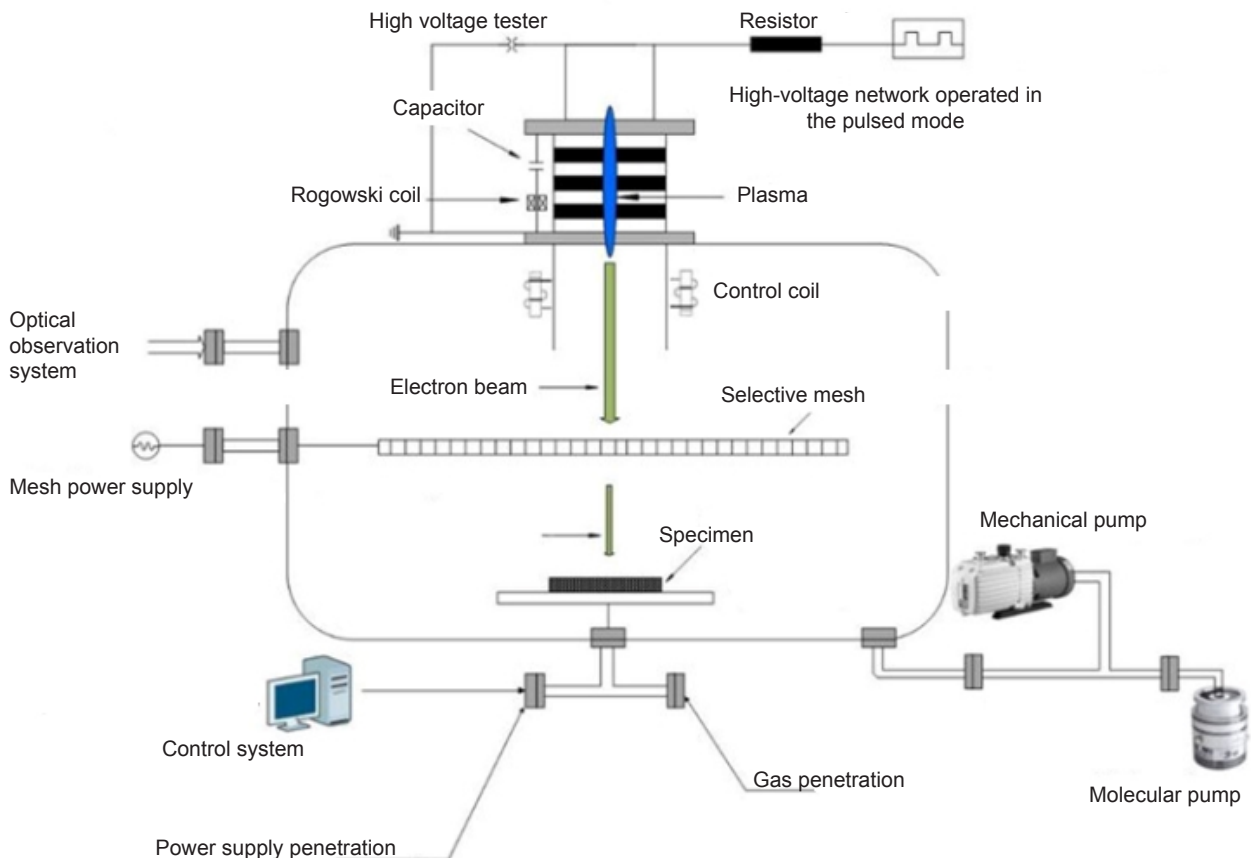 High voltage tester
Resistor
High-voltage network operated in
the pulsed mode
Capacitor
Rogowski coil
Plasma
Control coil
Optical
observation
system
Electron beam
Selective mesh
Mesh power supply
Specimen
Mechanical pump
Control system
Gas penetration
Molecular pump
Power supply penetration